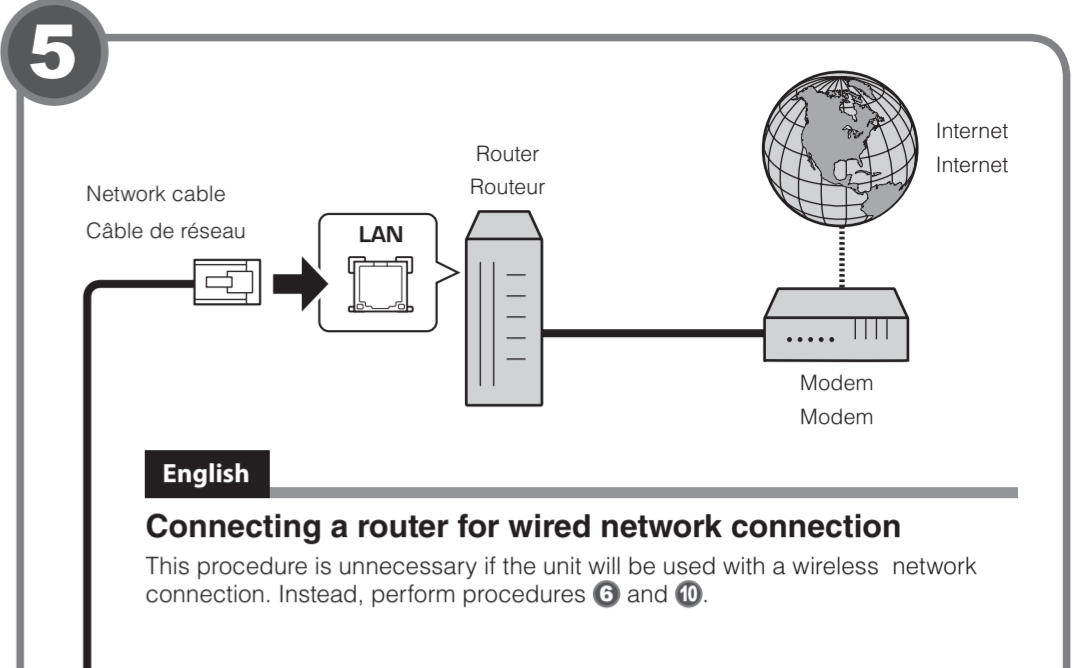 5
Internet
Internet
Router
Routeur
Network cable
Câble de réseau
LAN
Modem
Modem
English
Connecting a router for wired network connection
This procedure is unnecessary if the unit will be used with a wireless network
connection. Instead, perform procedures 6 and 10.